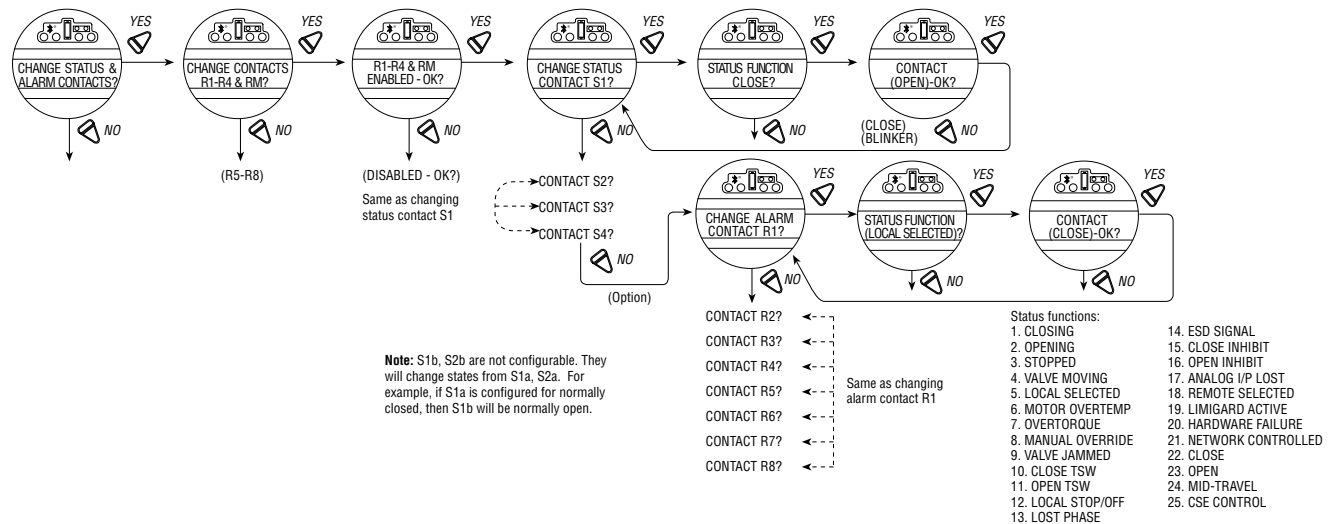 YES
YES
YES
YES
YES
YES
CHANGE STATUS &
ALARM CONTACTS?
CHANGE CONTACTS
R1-R4 & RM?
R1-R4 & RM
ENABLED - OK?
CHANGE STATUS
CONTACT S1?
STATUS FUNCTION
CLOSE?
CONTACT
(OPEN)-OK?
NO
NO
NO
NO
NO
NO
(CLOSE)
(BLINKER)
(R5-R8)
(DISABLED - OK?)
Same as changing
status contact S1
CONTACT S2?
CONTACT S3?
CONTACT S4?
NO
(Option)
YES
YES
YES
CHANGE ALARM
CONTACT R1?
STATUS FUNCTION
(LOCAL SELECTED)?
CONTACT
(CLOSE)-OK?
NO
NO
NO
CONTACT R2?
CONTACT R3?
CONTACT R4?
CONTACT R5?
CONTACT R6?
CONTACT R7?
CONTACT R8?
Same as changing
alarm contact R1
Note: S1b, S2b are not configurable. They
will change states from S1a, S2a. For
example, if S1a is configured for normally
closed, then S1b will be normally open.
Status functions:
1. CLOSING
2. OPENING
3. STOPPED
4. VALVE MOVING
5. LOCAL SELECTED
6. MOTOR OVERTEMP
7. OVERTORQUE
8. MANUAL OVERRIDE
9. VALVE JAMMED
10. CLOSE TSW
11. OPEN TSW
12. LOCAL STOP/OFF
13. LOST PHASE
14. ESD SIGNAL
15. CLOSE INHIBIT
16. OPEN INHIBIT
17. ANALOG I/P LOST
18. REMOTE SELECTED
19. LIMIGARD ACTIVE
20. HARDWARE FAILURE
21. NETWORK CONTROLLED
22. CLOSE
23. OPEN
24. MID-TRAVEL
25. CSE CONTROL